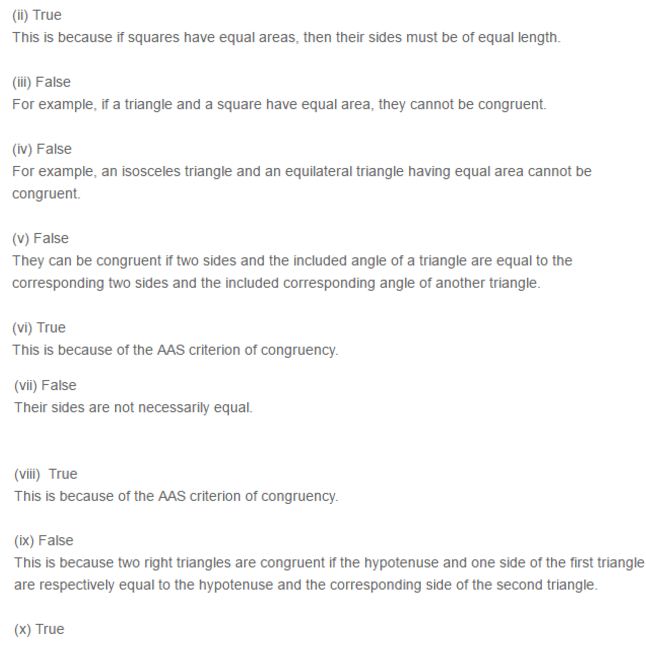 (ii) True
This is because if squares have equal areas, then their sides must be of equal length.
(iii) False
For example, if a triangle and a square have equal area, they cannot be congruent.
(iv) False
For example, an isosceles triangle and an equilateral triangle having equal area cannot be
congruent.
(v) False
They can be congruent if two sides and the included angle of a triangle are equal to the
corresponding two sides and the included corresponding angle of another triangle.
(vi) True
This is because of the AAS criterion of congruency.
(vii) False
Their sides are not necessarily equal.
(viii)  True
This is because of the AAS criterion of congruency.
(ix) False
This is because two right triangles are congruent if the hypotenuse and one side of the first triangle
are respectively equal to the hypotenuse and the corresponding side of the second triangle.
(x) True